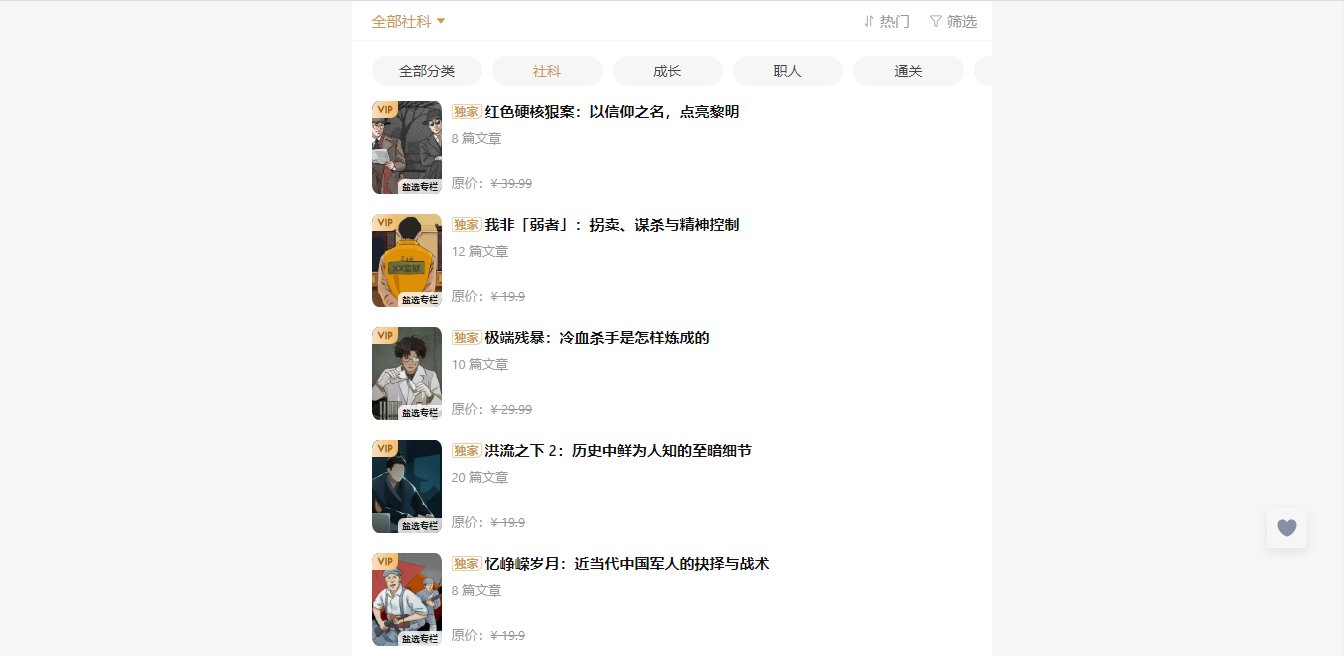 全部社科
热门
筛选
全部分类
社科
成长
职人
通关
VIP
盐选专栏
独家 红色硬核狠案：以信仰之名，点亮黎明
8 篇文章
原价：¥ 39.99
VIP
XX监狱
盐选专栏
独家 我非「弱者」：拐卖、谋杀与精神控制
12 篇文章
原价：¥ 19.9
VIP
盐选专栏
独家 极端残暴：冷血杀手是怎样炼成的
10 篇文章
原价：¥ 29.99
VIP
盐选专栏
独家 洪流之下 2：历史中鲜为人知的至暗细节
20 篇文章
原价：¥ 19.9
VIP
盐选专栏
独家 忆峥嵘岁月：近当代中国军人的抉择与战术
8 篇文章
原价：¥ 19.9